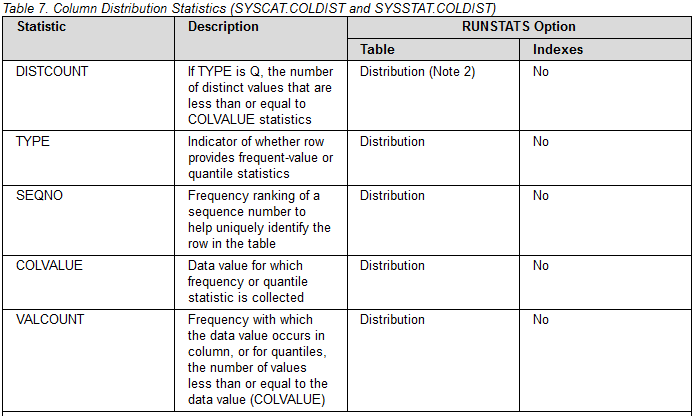 Table 7. Column Distribution Statistics (SYSCAT.COLDIST and SYSSTAT.COLDIST)
Statistic Description RUNSTATS Option
Table Indexes
DISTCOUNT If TYPE is Q, the number Distribution (Note 2) No
of distinct values that are
less than or equal to
COLVALUE statistics
TYPE Indicator of whether row Distribution No
provides frequent-value or
quantile statistics
SEQNO Frequency ranking of a Distribution No
sequence number to
help uniquely identify the
row in the table
COLVALUE Data value for which Distribution No
frequency or quantile
statistic is collected
VALCOUNT Frequency with which Distribution No
the data value occurs in
column, or for quantiles,
the number of values
less than or equal to the
data value (COLVALUE)